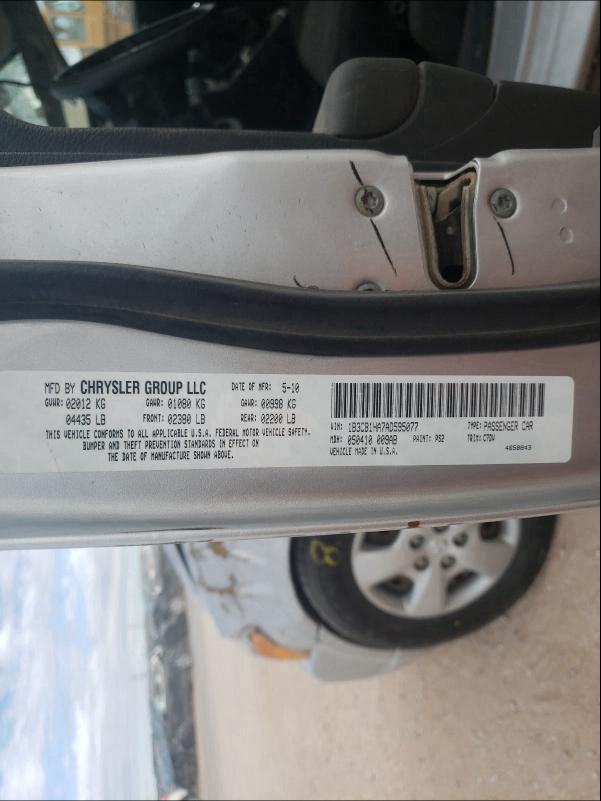 MFD BY CHRYSLER GROUP LLC DATE OF MFR: 5-10
GVWR: 02012 KG GAWR: 01080 KG GAWR: 00998 KG
04435 LB FRONT: 02380 LB REAR: 02200 LB
THIS VEHICLE CONFORMS TO ALL APPLICABLE U.S.A. FEDERAL MOTOR VEHICLE SAFETY,
BUMPER AND THEFT PREVENTION STANDARDS IN EFFECT ON
THE DATE OF MANUFACTURE SHOWN ABOVE.
VIN: 1B3CB1HA7AD595077 TYPE: PASSENGER CAR
MDH: 050410 009AB PAINT: PS2 TRIM: C7DV
VEHICLE MADE IN U.S.A. 4658843